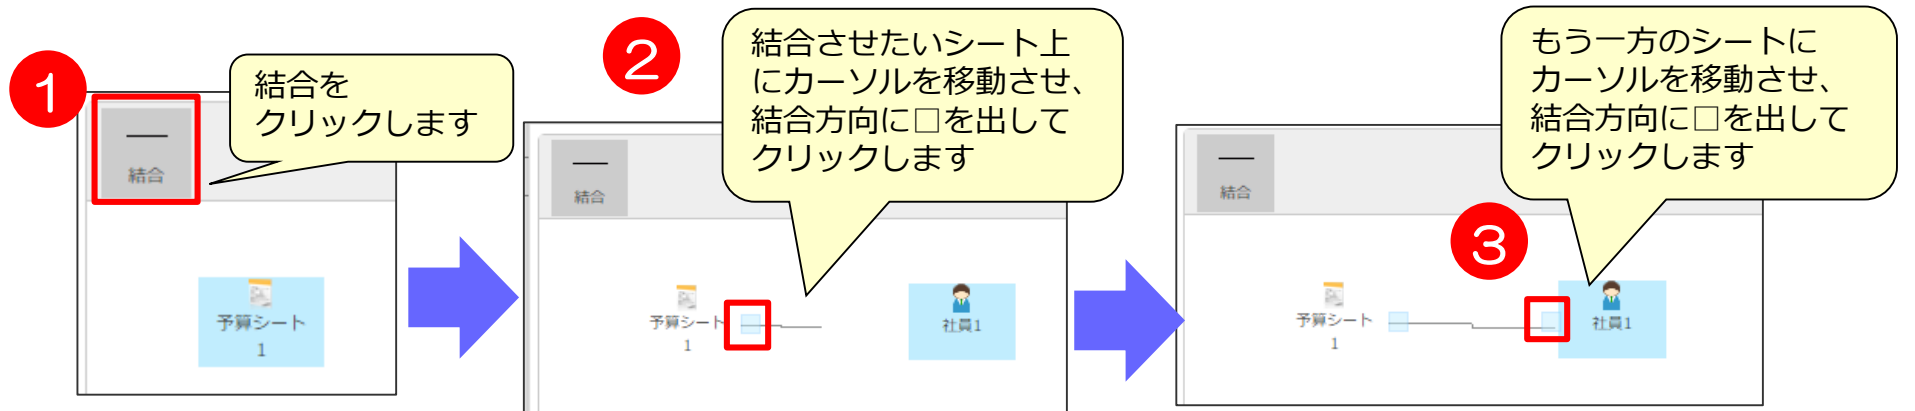 1
結合を
クリックします
結合
予算シート
1
2
結合させたいシート上
にカーソルを移動させ、
結合方向に□を出して
クリックします
結合
予算シート
1
社員1
3
もう一方のシートに
カーソルを移動させ、
結合方向に□を出して
クリックします
結合
予算シート
1
社員1